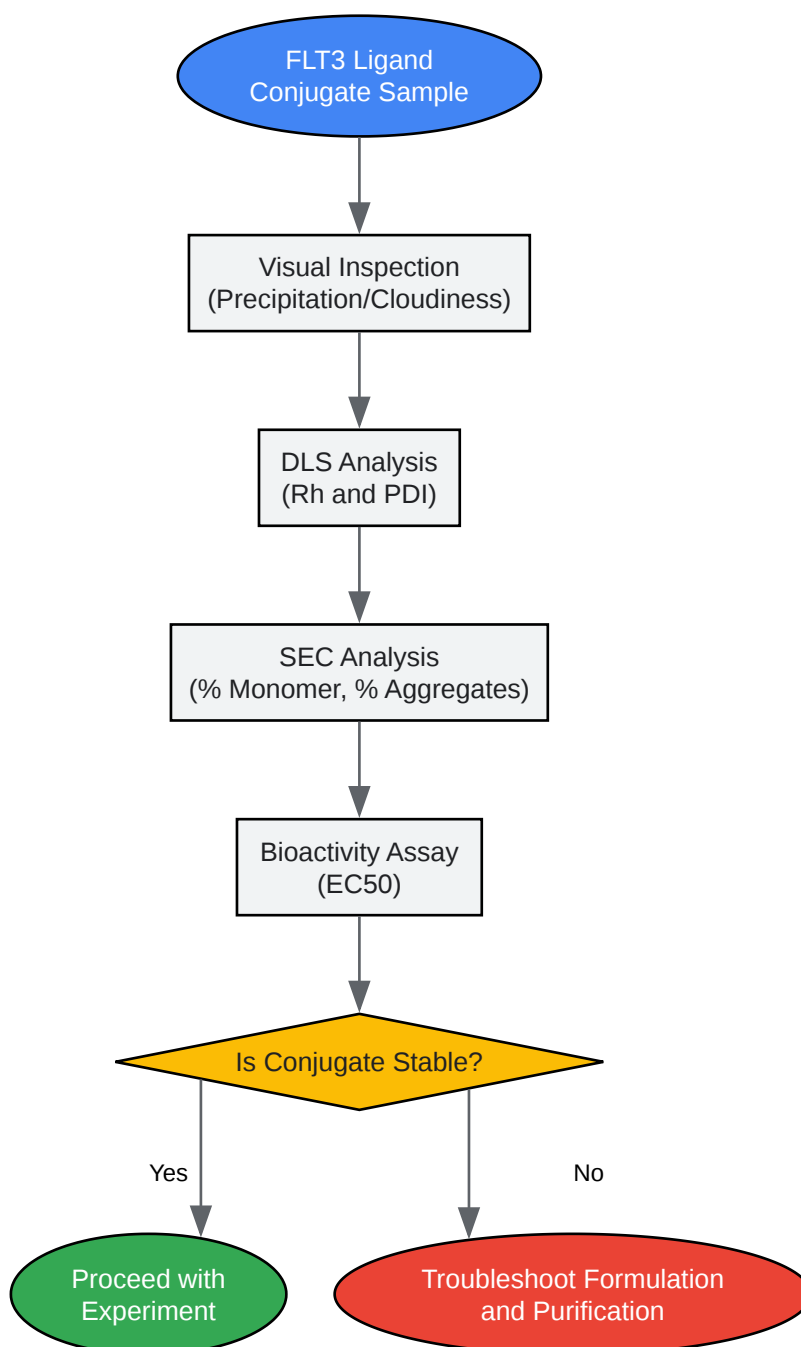 FLT3 Ligand
Conjugate Sample
Visual Inspection
(Precipitation/Cloudiness)
DLS Analysis
(Rh and PDI)
SEC Analysis
(% Monomer, % Aggregates)
Bioactivity Assay
(EC50)
Is Conjugate Stable?
Yes
No
Proceed with
Experiment
Troubleshoot Formulation
and Purification